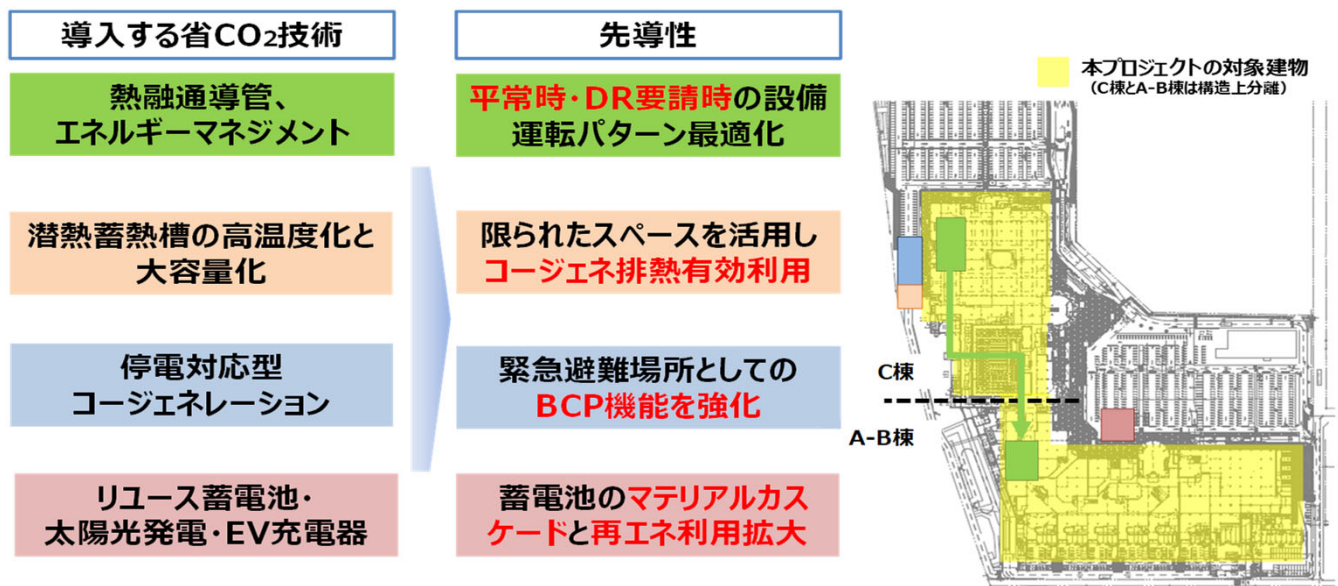 導入する省CO₂技術
先導性
熱融通導管、
エネルギーマネジメント
平常時・DR要請時の設備
運転パターン最適化
潜熱蓄熱槽の高温度化と
大容量化
限られたスペースを活用し
コージェネ排熱有効利用
停電対応型
コージェネレーション
緊急避難場所としての
BCP機能を強化
リユース蓄電池・
太陽光発電・EV充電器
蓄電池のマテリアルカス
ケードと再エネ利用拡大
本プロジェクトの対象建物
（C棟とA-B棟は構造上分離）
C棟
A-B棟